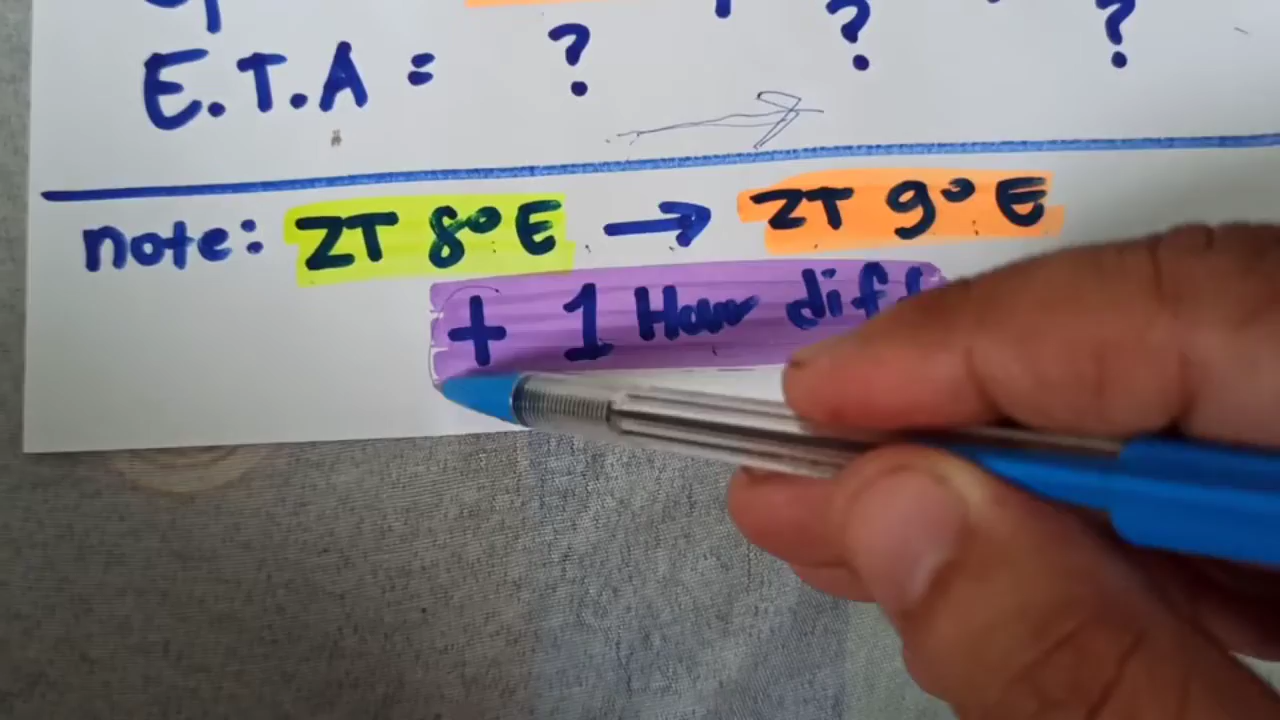 E.T.A = ? ? ?
note: ZT 8° E → ZT 9° E
+ 1 Hour diff